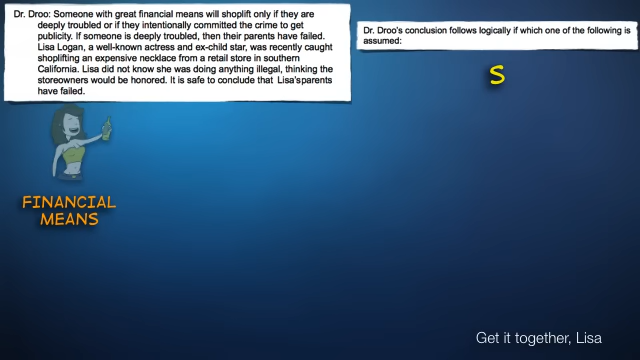 Dr. Droo: Someone with great financial means will shoplift only if they are
deeply troubled or if they intentionally committed the crime to get
publicity. If someone is deeply troubled, then their parents have failed.
Lisa Logan, a well-known actress and ex-child star, was recently caught
shoplifting an expensive necklace from a retail store in southern
California. Lisa did not know she was doing anything illegal, thinking the
storeowners would be honored. It is safe to conclude that Lisa'sparents
have failed.
Dr. Droo's conclusion follows logically if which one of the following is
assumed:
S
FINANCIAL
MEANS
Get it together, Lisa